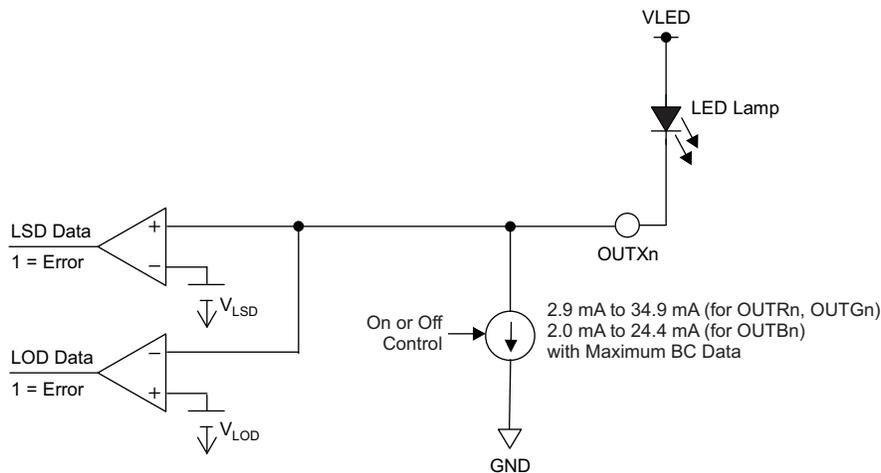 VLED
LED Lamp
OUTXn
LSD Data
1 = Error
+
−
VLSD
LOD Data
1 = Error
−
+
VLOD
On or Off
Control
2.9 mA to 34.9 mA (for OUTRn, OUTGn)
2.0 mA to 24.4 mA (for OUTBn)
with Maximum BC Data
GND